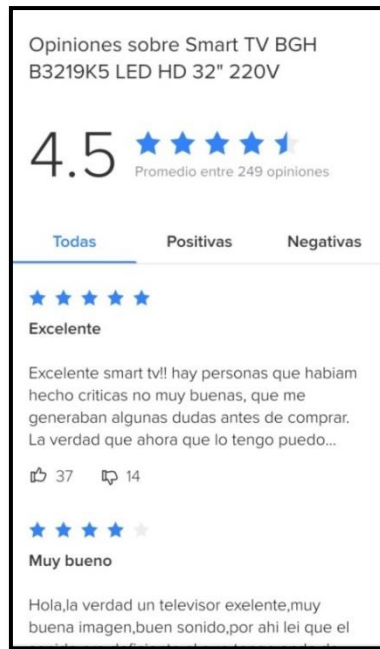 Opiniones sobre Smart TV BGH
B3219K5 LED HD 32" 220V
4.5
Promedio entre 249 opiniones
Todas Positivas Negativas
Excelente
Excelente smart tv!! hay personas que habiam
hecho criticas no muy buenas, que me
generaban algunas dudas antes de comprar.
La verdad que ahora que lo tengo puedo...
37 14
Muy bueno
Hola,la verdad un televisor exelente,muy
buena imagen,buen sonido,por ahi lei que el